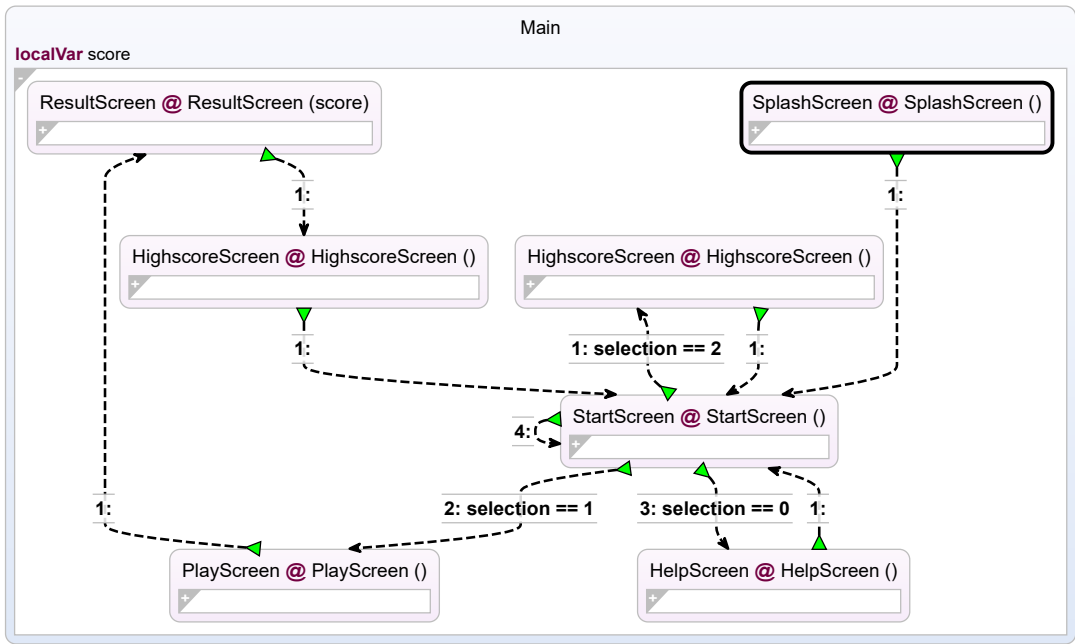 Main
localVar score
-
ResultScreen @ ResultScreen (score)
+
SplashScreen @ SplashScreen ()
+
1:
1:
HighscoreScreen @ HighscoreScreen ()
+
HighscoreScreen @ HighscoreScreen ()
+
1:
1: selection == 2
1:
StartScreen @ StartScreen ()
+
4:
1:
2: selection == 1
3: selection == 0
1:
PlayScreen @ PlayScreen ()
+
HelpScreen @ HelpScreen ()
+